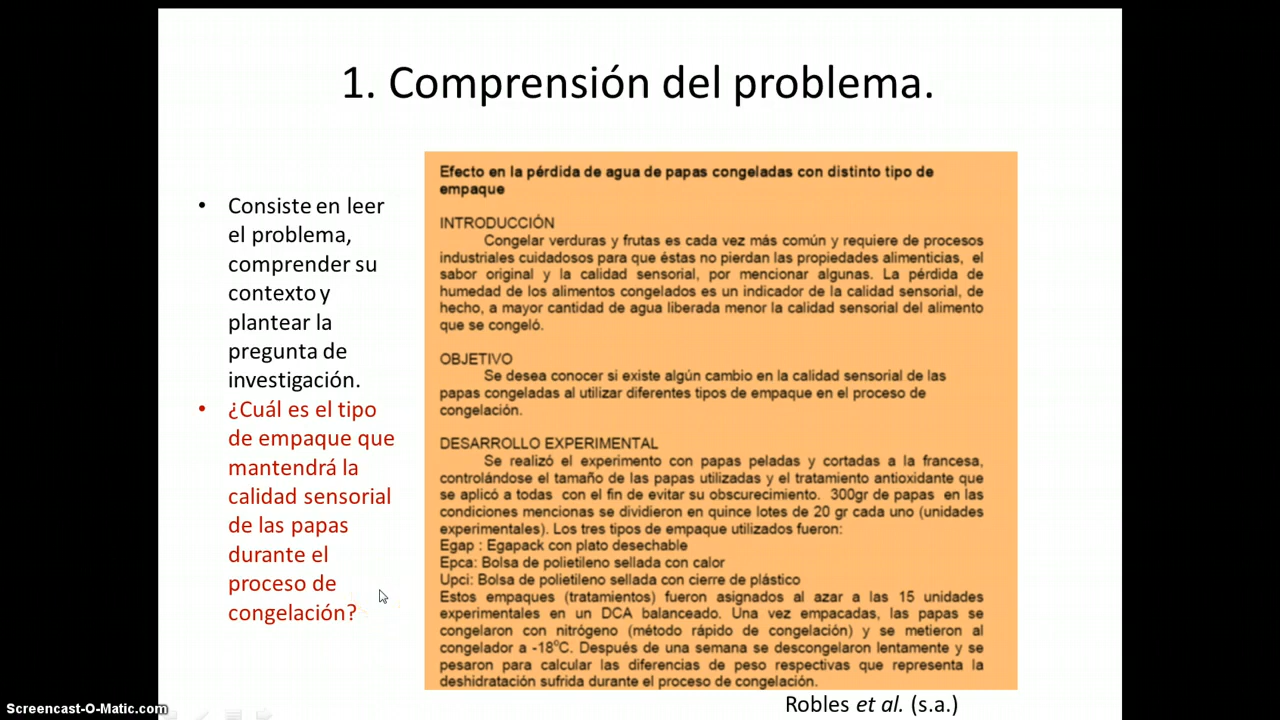 1. Comprensión del problema.
• Consiste en leer
el problema,
comprender su
contexto y
plantear la
pregunta de
investigación.
• ¿Cuál es el tipo
de empaque que
mantendrá la
calidad sensorial
de las papas
durante el
proceso de
congelación?
Efecto en la pérdida de agua de papas congeladas con distinto tipo de
empaque
INTRODUCCIÓN
Congelar verduras y frutas es cada vez más común y requiere de procesos
industriales cuidadosos para que éstas no pierdan las propiedades alimenticias, el
sabor original y la calidad sensorial, por mencionar algunas. La pérdida de
humedad de los alimentos congelados es un indicador de la calidad sensorial, de
hecho, a mayor cantidad de agua liberada menor la calidad sensorial del alimento
que se congeló.
OBJETIVO
Se desea conocer si existe algún cambio en la calidad sensorial de las
papas congeladas al utilizar diferentes tipos de empaque en el proceso de
congelación.
DESARROLLO EXPERIMENTAL
Se realizó el experimento con papas peladas y cortadas a la francesa,
controlándose el tamaño de las papas utilizadas y el tratamiento antioxidante que
se aplicó a todas con el fin de evitar su obscurecimiento. 300gr de papas en las
condiciones mencionas se dividieron en quince lotes de 20 gr cada uno (unidades
experimentales). Los tres tipos de empaque utilizados fueron:
Egap : Egapack con plato desechable
Epca: Bolsa de polietileno sellada con calor
Upci: Bolsa de polietileno sellada con cierre de plástico
Estos empaques (tratamientos) fueron asignados al azar a las 15 unidades
experimentales en un DCA balanceado. Una vez empacadas, las papas se
congelaron con nitrógeno (método rápido de congelación) y se metieron al
congelador a -18°C. Después de una semana se descongelaron lentamente y se
pesaron para calcular las diferencias de peso respectivas que representa la
deshidratación sufrida durante el proceso de congelación.
Robles et al. (s.a.)
Screencast-O-Matic.com